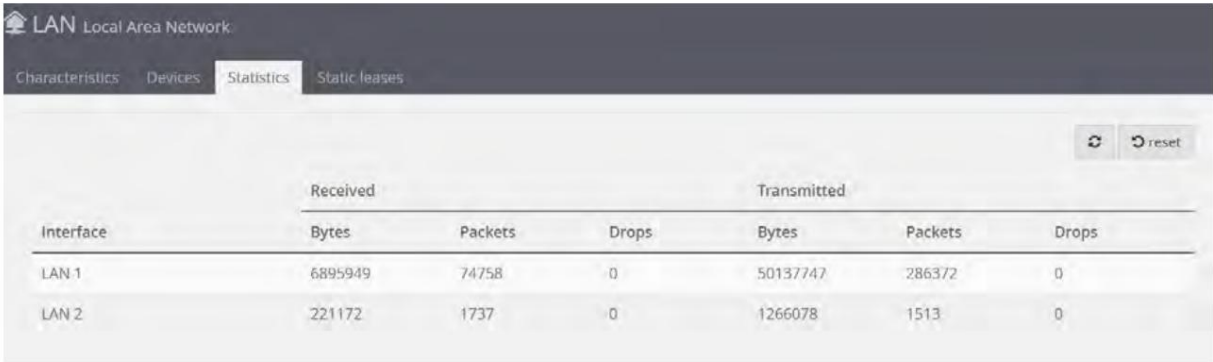 LAN Local Area Network
Characteristics Devices Statistics Static leases
reset
Received Transmitted
Interface Bytes Packets Drops Bytes Packets Drops
LAN 1 6895949 74758 0 50137747 286372 0
LAN 2 221172 1737 0 1266078 1513 0